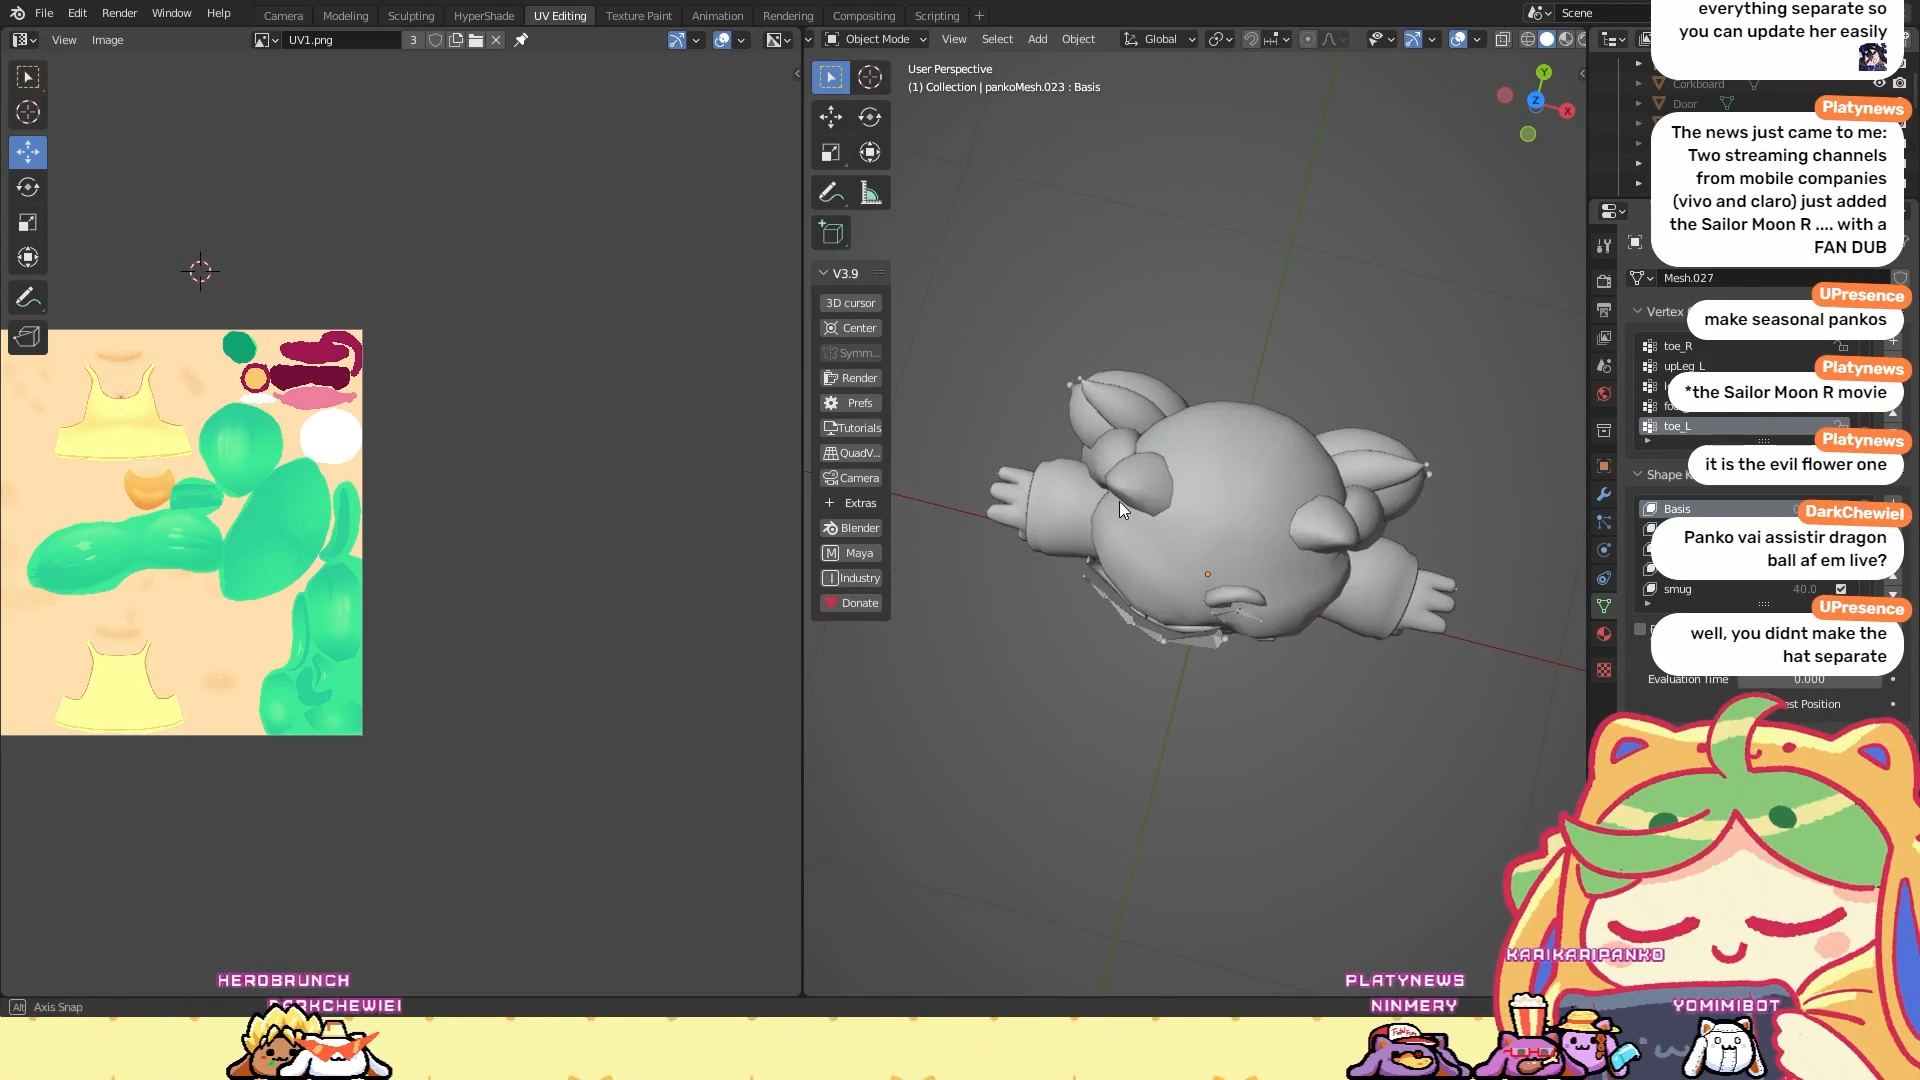 File Edit Render Window Help
Camera Modeling Sculpting HyperShade UV Editing Texture Paint Animation Rendering Compositing Scripting +
Scene
View Image
UV1.png
3
Object Mode
View Select Add Object
Global
User Perspective
(1) Collection | pankoMesh.023 : Basis
Y
Z
X
V3.9
3D cursor
Center
Symm...
Render
Prefs
Tutorials
QuadV...
Camera
Extras
Blender
Maya
Industry
Donate
everything separate so
you can update her easily
Corkboard
Door
Platynews
The news just came to me:
Two streaming channels
from mobile companies
(vivo and claro) just added
the Sailor Moon R .... with a
FAN DUB
Mesh.027
UPresence
make seasonal pankos
Vertex
toe_R
upLeg_L
Platynews
*the Sailor Moon R movie
toe_L
Platynews
it is the evil flower one
Shape K
Basis
DarkChewieI
Panko vai assistir dragon
ball af em live?
smug 40.0
UPresence
well, you didnt make the
hat separate
Evaluation Time 0.000
est Position
KARIKARIPANKO
HEROBRUNCH
DARKCHEWIEI
PLATYNEWS
NINMERY
YOMIMIBOT
Alt Axis Snap